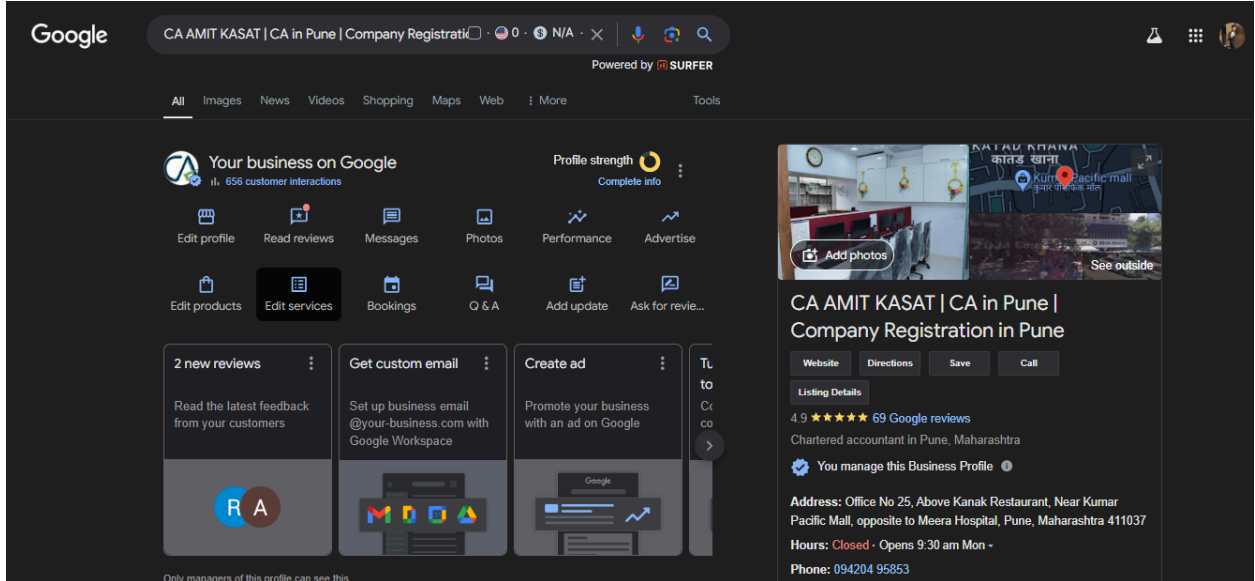 Google
CA AMIT KASAT | CA in Pune | Company Registrati · 0 · N/A ·
Powered by SURFER
All Images News Videos Shopping Maps Web More Tools
Your business on Google
656 customer interactions
Profile strength
Complete info
Edit profile Read reviews Messages Photos Performance Advertise
Edit products Edit services Bookings Q & A Add update Ask for revie...
2 new reviews
Read the latest feedback
from your customers
R A
Get custom email
Set up business email
@your-business.com with
Google Workspace
Create ad
Promote your business
with an ad on Google
Google
Tu
to
Co
co
Only managers of this profile can see this
KATAD KHANA
कातड खाना
Kum Pacific mall
कुमार पॅसिफिक मॉल
Add photos
See outside
CA AMIT KASAT | CA in Pune |
Company Registration in Pune
Website Directions Save Call
Listing Details
4.9 ★★★★★ 69 Google reviews
Chartered accountant in Pune, Maharashtra
You manage this Business Profile
Address: Office No 25, Above Kanak Restaurant, Near Kumar
Pacific Mall, opposite to Meera Hospital, Pune, Maharashtra 411037
Hours: Closed · Opens 9:30 am Mon
Phone: 094204 95853